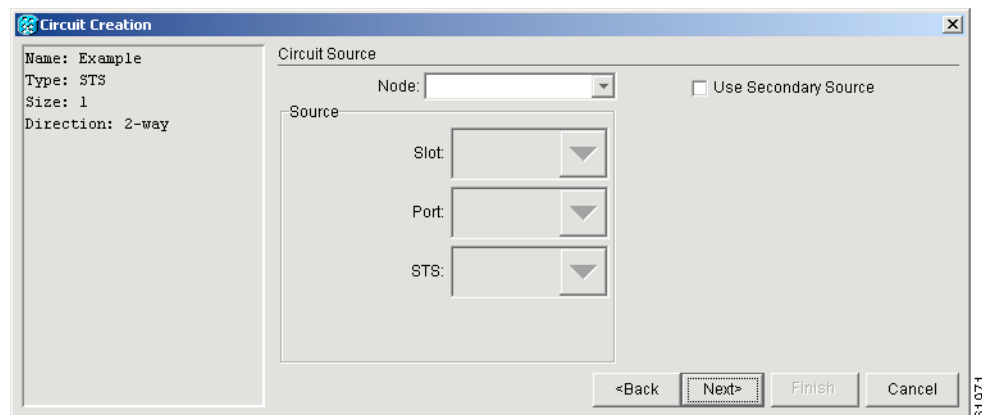 Circuit Creation
Name: Example
Type: STS
Size: 1
Direction: 2-way
Circuit Source
Node:
Use Secondary Source
Source
Slot:
Port:
STS:
<Back
Next>
Finish
Cancel
61971